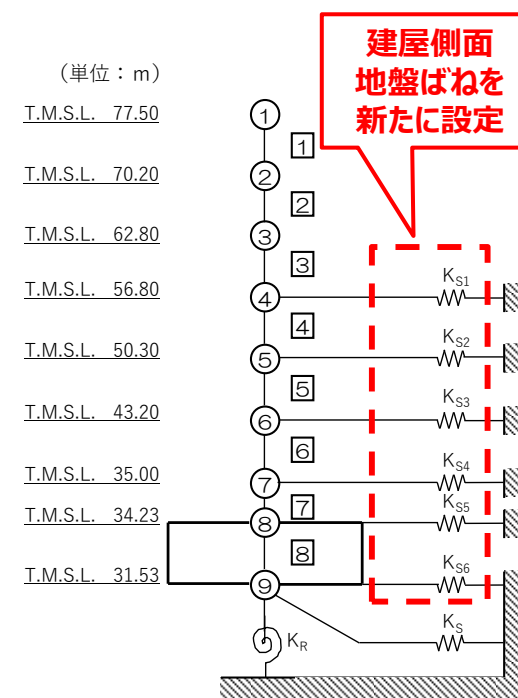 建屋側面
地盤ばねを
新たに設定
（単位：m）
T.M.S.L. 77.50
1
1
T.M.S.L. 70.20
2
2
T.M.S.L. 62.80
3
3
T.M.S.L. 56.80
4
KS1
4
T.M.S.L. 50.30
5
KS2
5
T.M.S.L. 43.20
6
KS3
6
T.M.S.L. 35.00
7
KS4
7
T.M.S.L. 34.23
8
KS5
8
T.M.S.L. 31.53
9
KS6
KR
KS